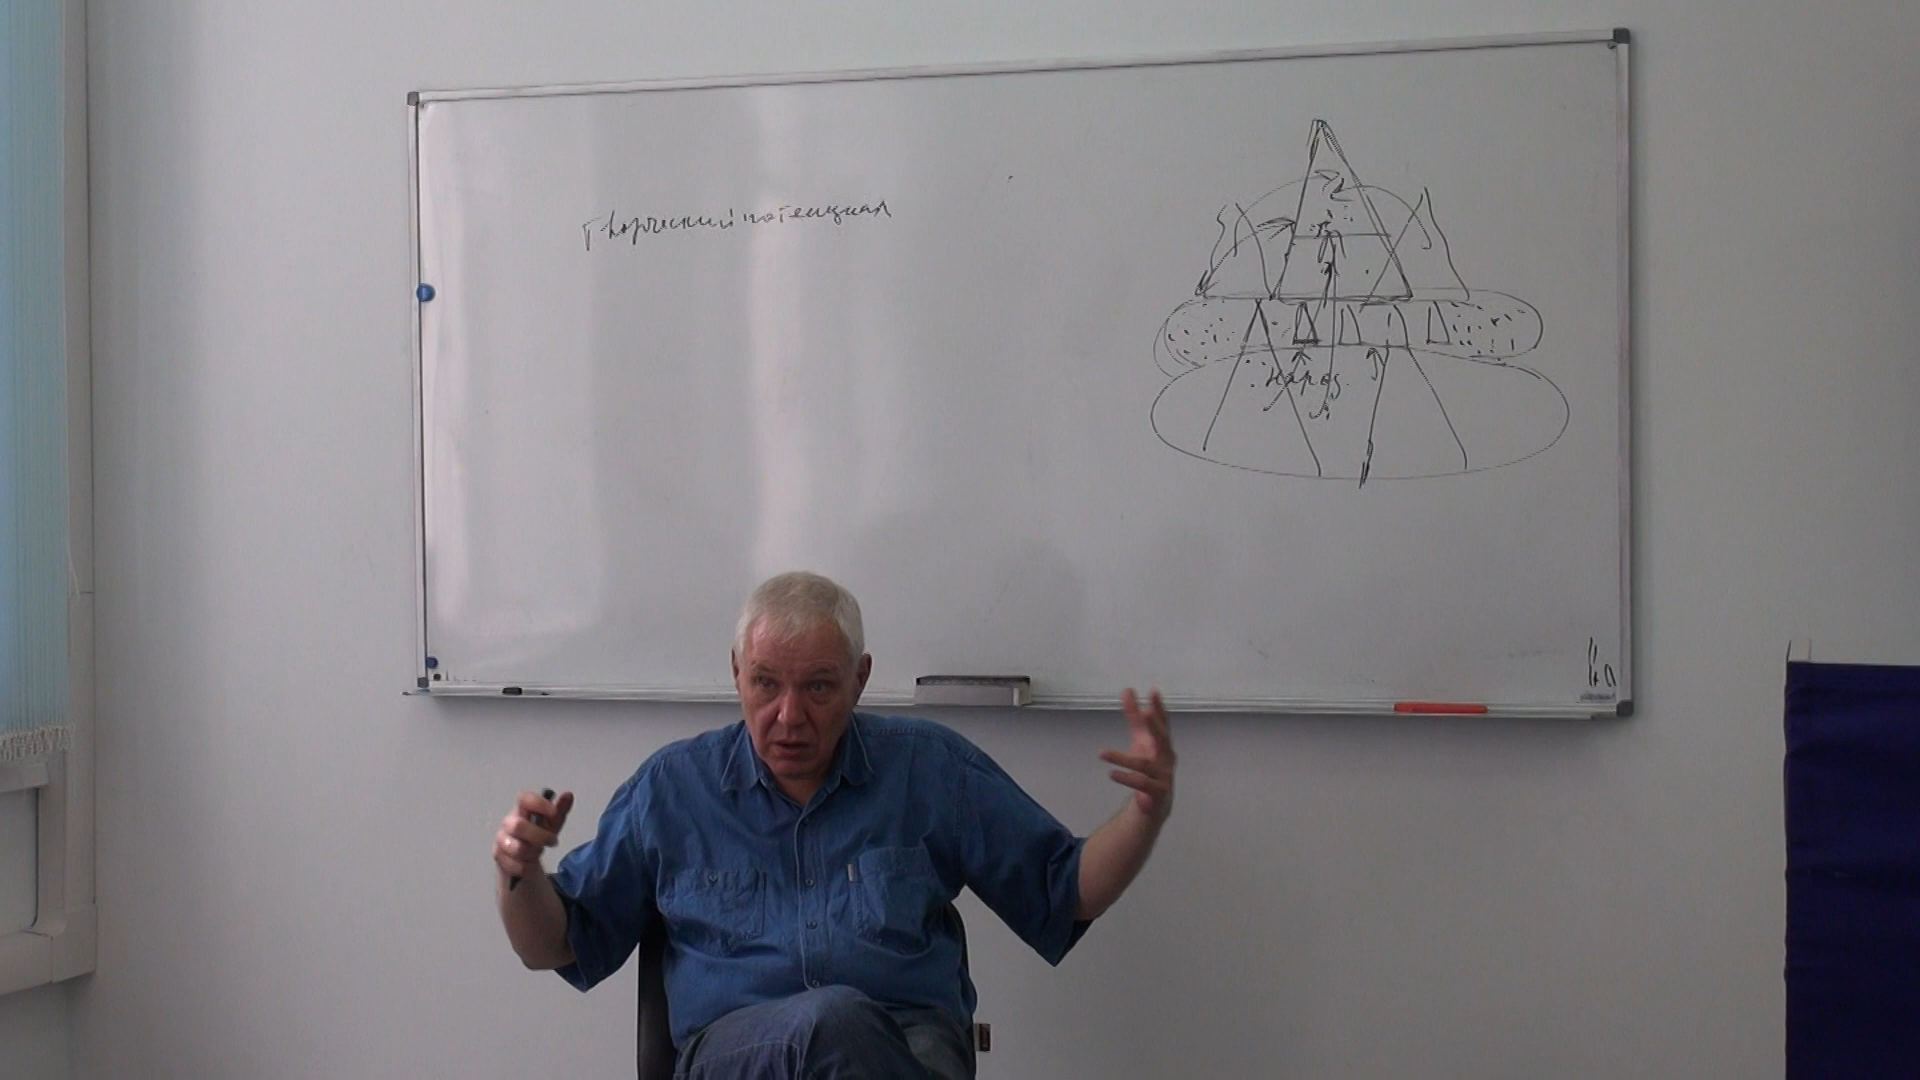 творческий потенциал
народ